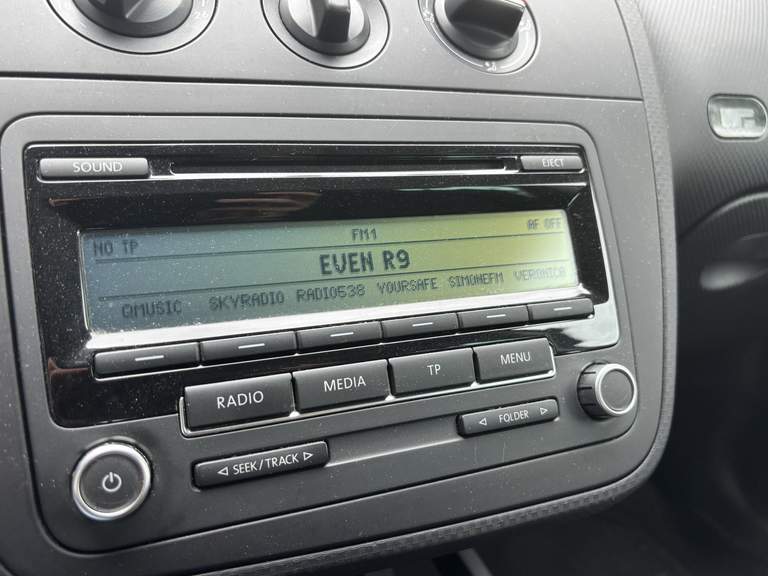 SOUND EJECT
NO TP FM1 AF OFF
EVEN R9
QMUSIC SKYRADIO RADIO538 YOURSAFE SIMONEFM VERONICA
RADIO MEDIA TP MENU
FOLDER
SEEK/TRACK